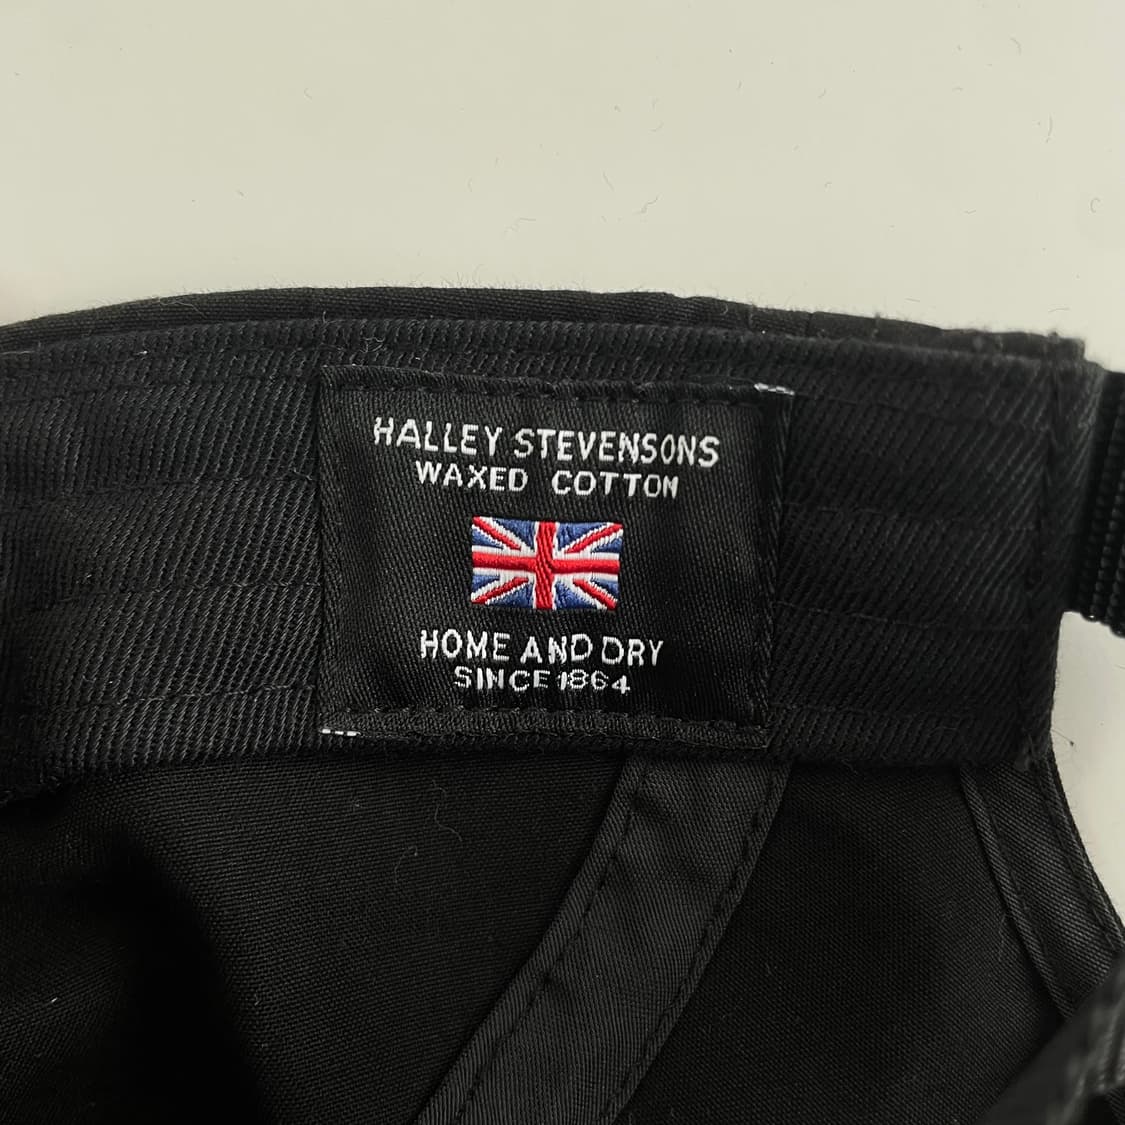 HALLEY STEVENSONS
WAXED COTTON
HOME AND DRY
SINCE 1864